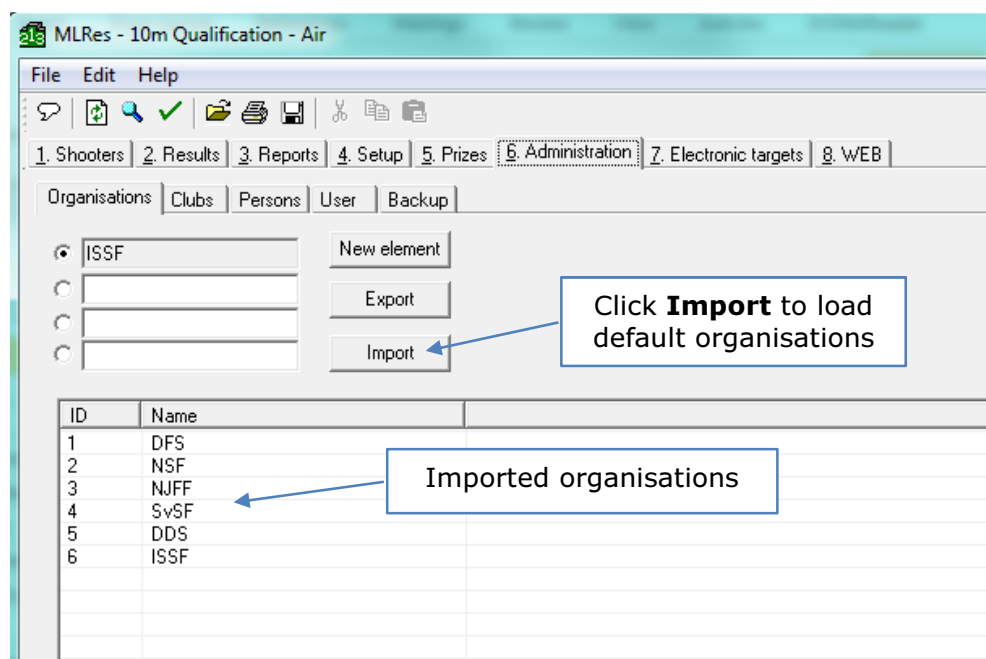 MLRes - 10m Qualification - Air
File Edit Help
1. Shooters 2. Results 3. Reports 4. Setup 5. Prizes 6. Administration 7. Electronic targets 8. WEB
Organisations Clubs Persons User Backup
ISSF New element
Export
Import
Click Import to load
default organisations
ID Name
1 DFS
2 NSF
3 NJFF
4 SvSF
5 DDS
6 ISSF
Imported organisations